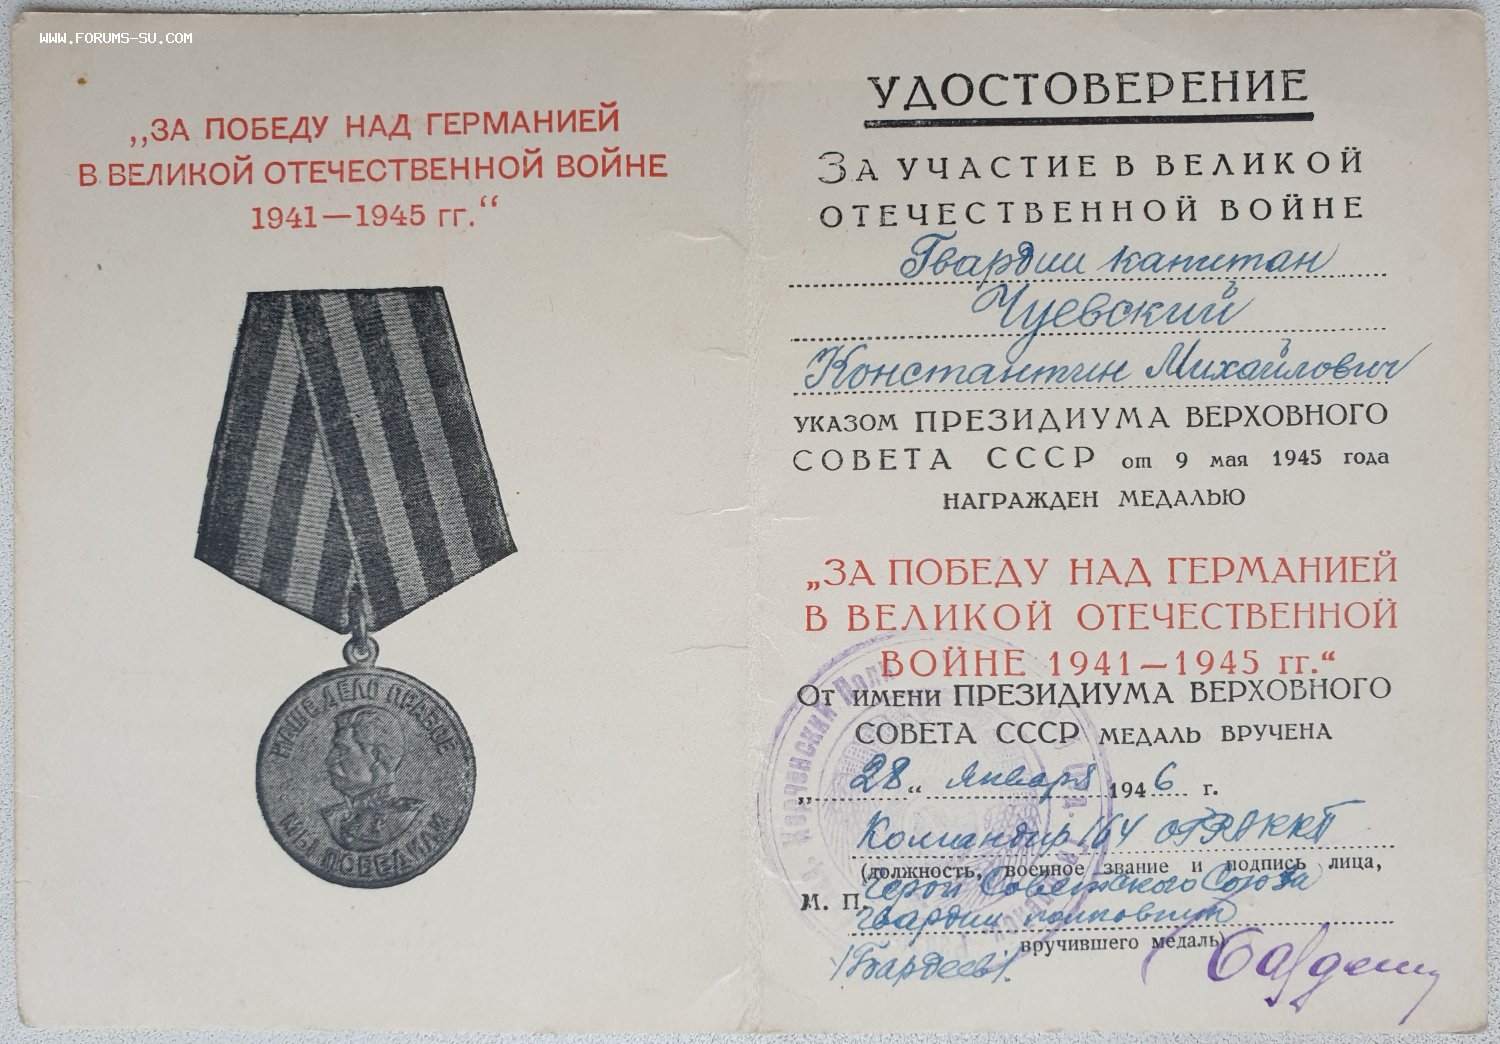 WWW.FORUMS-SU.COM
„ЗА ПОБЕДУ НАД ГЕРМАНИЕЙ
В ВЕЛИКОЙ ОТЕЧЕСТВЕННОЙ ВОЙНЕ
1941—1945 гг.“
НАШЕ ДЕЛО ПРАВОЕ
МЫ ПОБЕДИЛИ
УДОСТОВЕРЕНИЕ
ЗА УЧАСТИЕ В ВЕЛИКОЙ
ОТЕЧЕСТВЕННОЙ ВОЙНЕ
Гвардии капитан
Чуевский
Константин Михайлович
УКАЗОМ ПРЕЗИДИУМА ВЕРХОВНОГО
СОВЕТА СССР от 9 мая 1945 года
НАГРАЖДЕН МЕДАЛЬЮ
„ЗА ПОБЕДУ НАД ГЕРМАНИЕЙ
В ВЕЛИКОЙ ОТЕЧЕСТВЕННОЙ
ВОЙНЕ 1941—1945 гг.“
ОТ ИМЕНИ ПРЕЗИДИУМА ВЕРХОВНОГО
СОВЕТА СССР МЕДАЛЬ ВРУЧЕНА
„28“ января 1946 г.
Командир 164
(должность, военное звание и подпись лица,
Герой Советского Союза
М. П.
Гвардии полковник
вручившего медаль)
/Бардеев/.
Керченский Полк